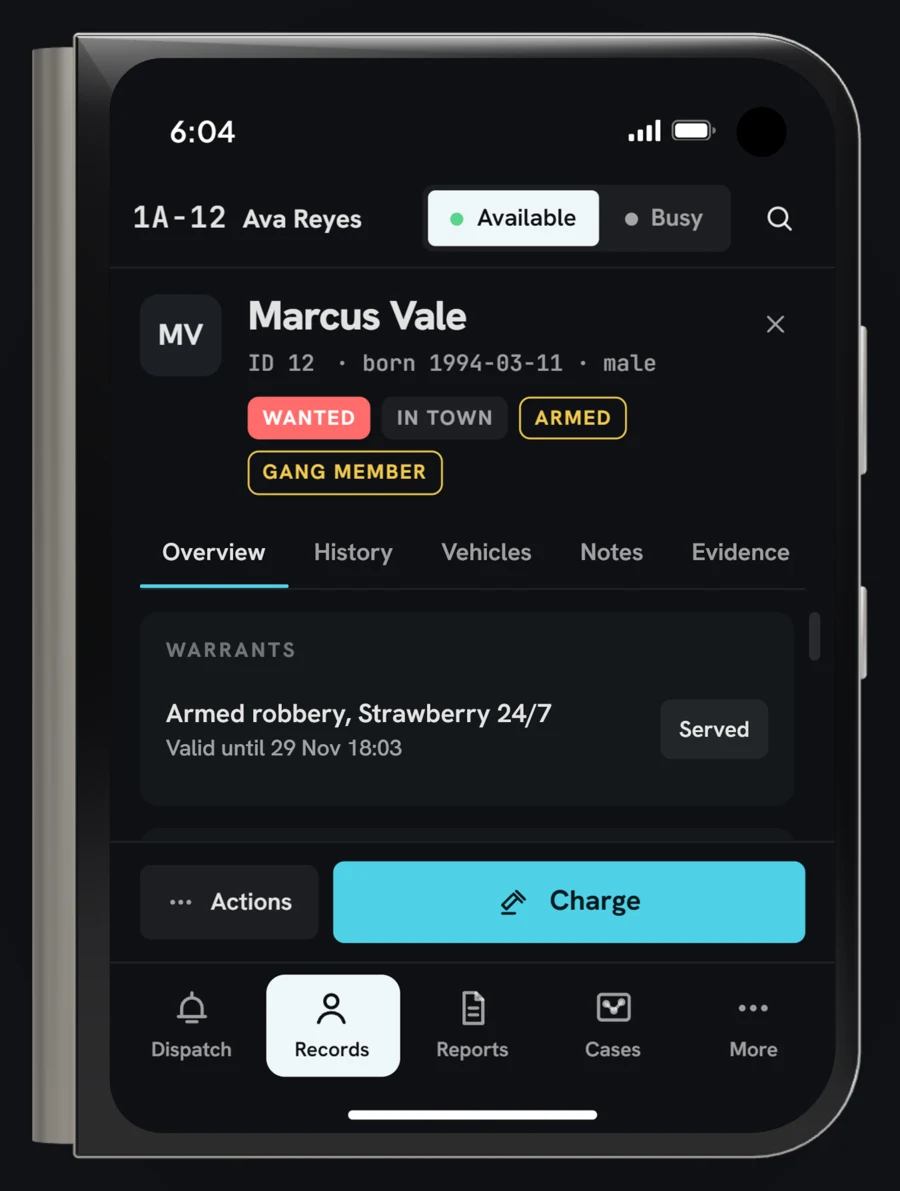 6:04
1A-12 Ava Reyes Available Busy
MV
Marcus Vale
ID 12 · born 1994-03-11 · male
WANTED IN TOWN ARMED
GANG MEMBER
Overview History Vehicles Notes Evidence
WARRANTS
Armed robbery, Strawberry 24/7
Valid until 29 Nov 18:03
Served
Actions Charge
Dispatch Records Reports Cases More